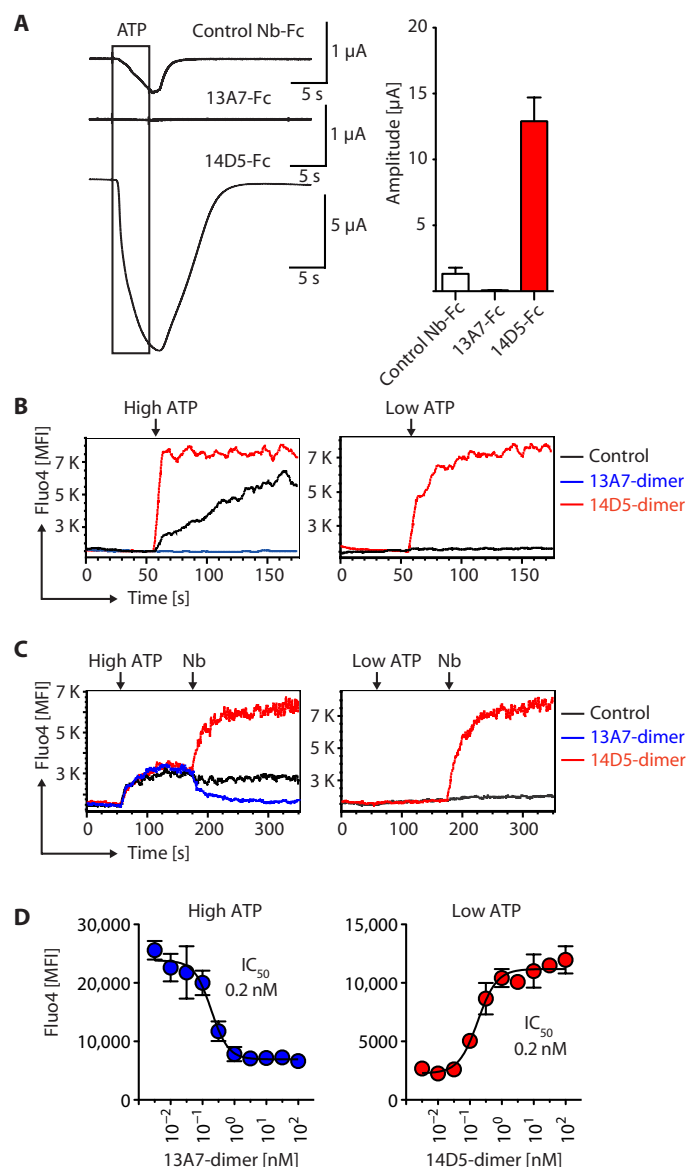 A
ATP
Control Nb-Fc
1 µA
5 s
13A7-Fc
1 µA
5 s
14D5-Fc
5 µA
5 s
Amplitude [µA]
20
15
10
5
Control Nb-Fc
13A7-Fc
14D5-Fc
B
High ATP
Low ATP
Fluo4 [MFI]
7 K
5 K
3 K
7 K
5 K
3 K
0 50 100 150
0 50 100 150
Time [s]
Control
13A7-dimer
14D5-dimer
C
High ATP Nb
Low ATP Nb
Fluo4 [MFI]
7 K
5 K
3 K
7 K
5 K
3 K
0 100 200 300
0 100 200 300
Time [s]
Control
13A7-dimer
14D5-dimer
D
High ATP
Low ATP
Fluo4 [MFI]
30,000
20,000
10,000
0
IC50
0.2 nM
10⁻² 10⁻¹ 10⁰ 10¹ 10²
13A7-dimer [nM]
15,000
10,000
5000
0
IC50
0.2 nM
10⁻² 10⁻¹ 10⁰ 10¹ 10²
14D5-dimer [nM]